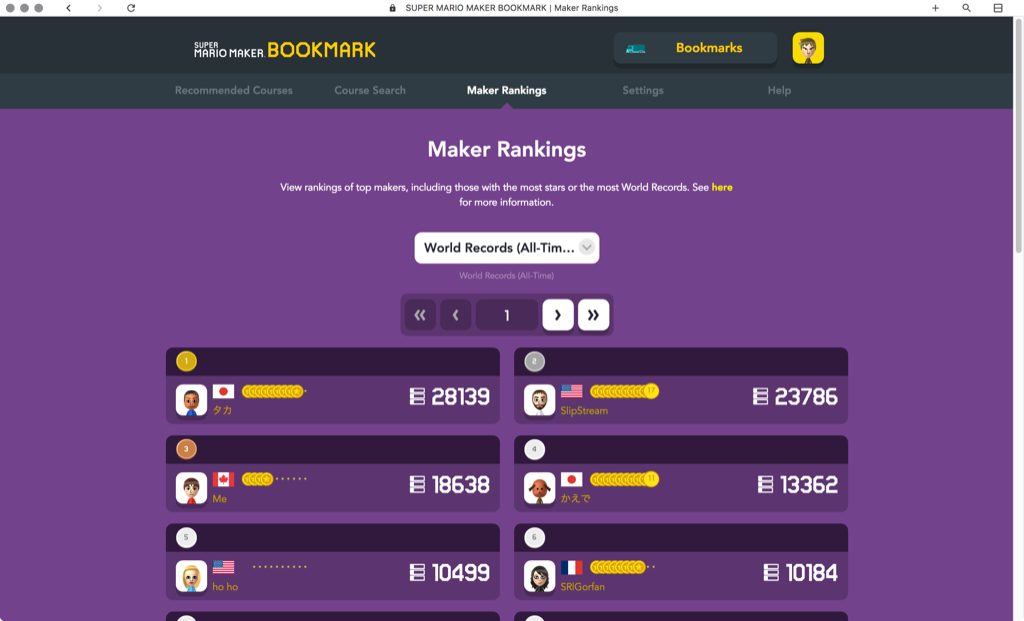 SUPER MARIO MAKER BOOKMARK | Maker Rankings
SUPER
MARIO MAKER BOOKMARK
Bookmarks
Recommended Courses
Course Search
Maker Rankings
Settings
Help
Maker Rankings
View rankings of top makers, including those with the most stars or the most World Records. See here
for more information.
World Records (All-Tim...
World Records (All-Time)
« ‹ 1 › »
1
タカ
28139
2
17
SlipStream
23786
3
Me
18638
4
11
かえで
13362
5
ho ho
10499
6
SRIGorfan
10184